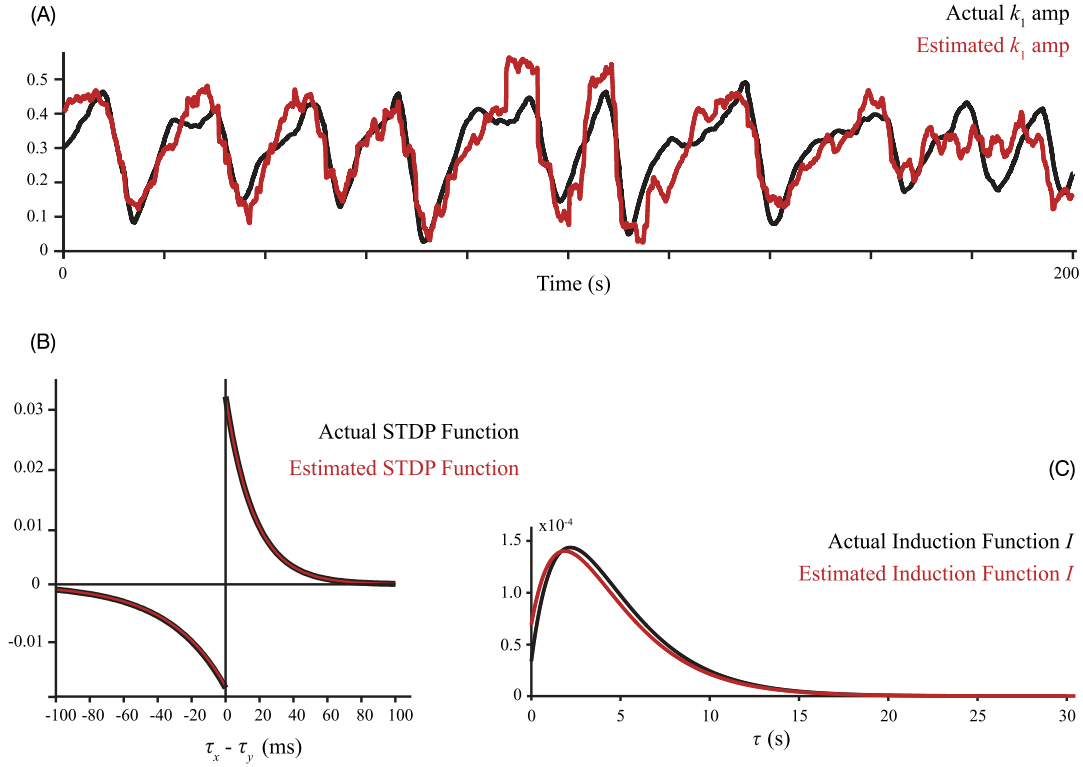 (A)
Actual k1 amp
Estimated k1 amp
0.5
0.4
0.3
0.2
0.1
0
0
200
Time (s)
(B)
0.03
0.02
0.01
0
-0.01
-100 -80 -60 -40 -20 0 20 40 60 80 100
τx - τy (ms)
Actual STDP Function
Estimated STDP Function
(C)
x10-4
1.5
1.0
0.5
0
0 5 10 15 20 25 30
τ (s)
Actual Induction Function I
Estimated Induction Function I